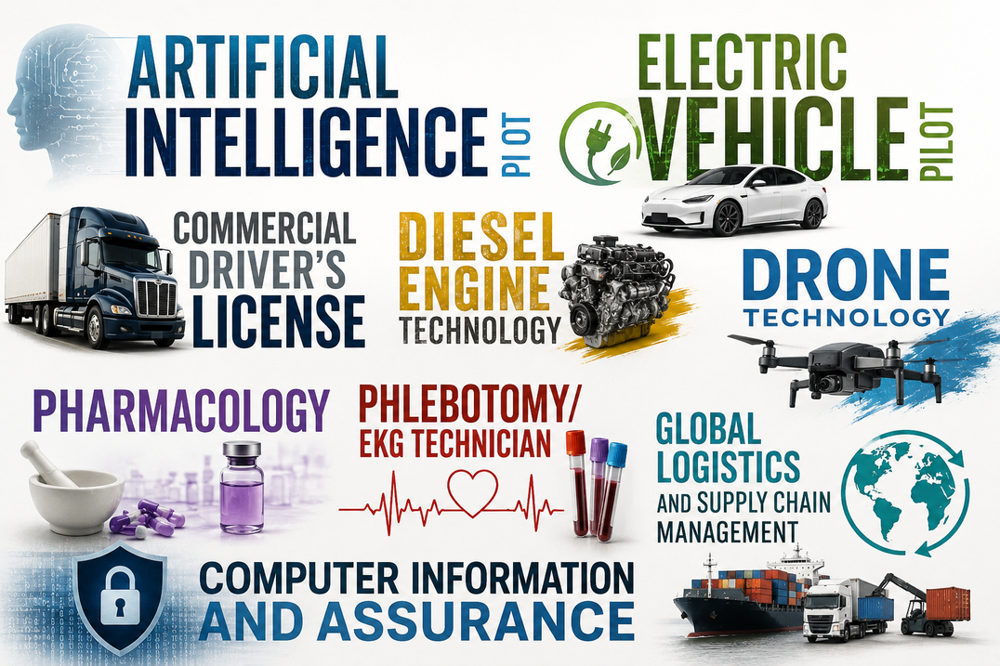 ARTIFICIAL
INTELLIGENCE
PI OT
ELECTRIC
VEHICLE
PILOT
COMMERCIAL
DRIVER'S
LICENSE
DIESEL
ENGINE
TECHNOLOGY
DRONE
TECHNOLOGY
PHARMACOLOGY
PHLEBOTOMY/
EKG TECHNICIAN
GLOBAL
LOGISTICS
AND SUPPLY CHAIN
MANAGEMENT
COMPUTER INFORMATION
AND ASSURANCE